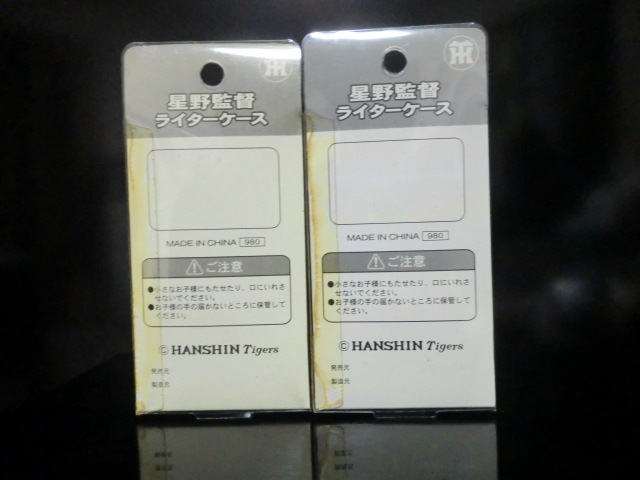 星野監督
ライターケース
MADE IN CHINA 980
ご注意
●小さなお子様にもたせたり、口にいれさ
せないでください。
●お子様の手の届かないところに保管して
ください。
© HANSHIN Tigers
発売元
製造元
星野監督
ライターケース
MADE IN CHINA 980
ご注意
●小さなお子様にもたせたり、口にいれさ
せないでください。
●お子様の手の届かないところに保管して
ください。
© HANSHIN Tigers
発売元
製造元